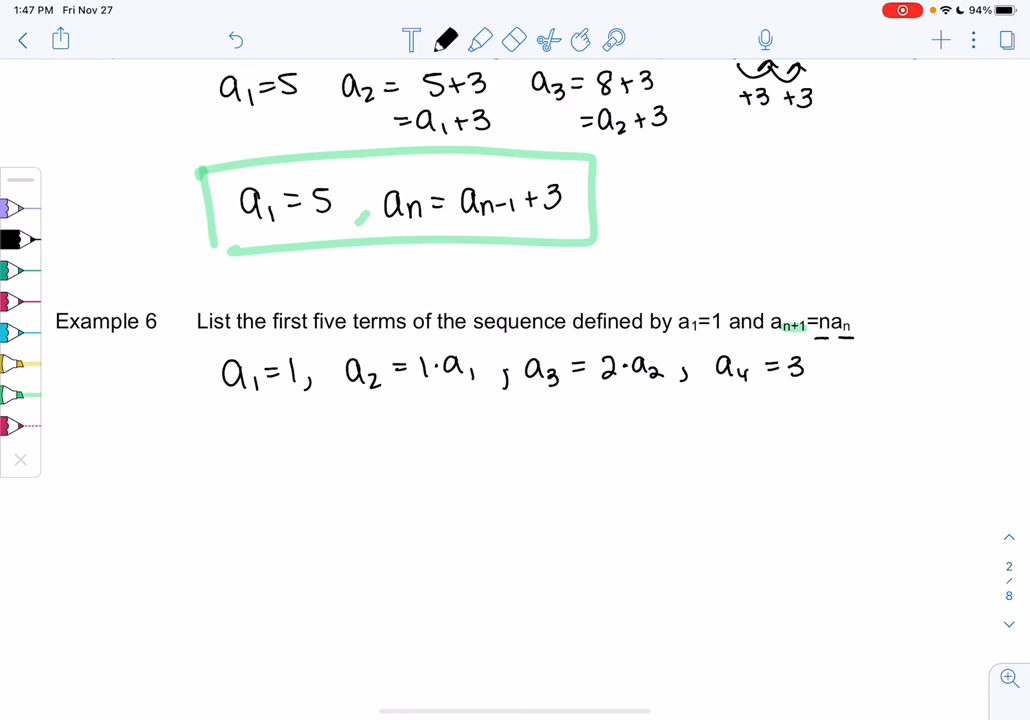 1:47 PM Fri Nov 27 94%
T
a₁=5 a₂= 5+3 a₃= 8+3 +3 +3
=a₁+3 =a₂+3
a₁=5 , aₙ= aₙ₋₁+3
Example 6 List the first five terms of the sequence defined by a₁=1 and aₙ₊₁=naₙ
a₁=1, a₂ = 1·a₁ , a₃ = 2·a₂ , a₄ = 3
2
/
8